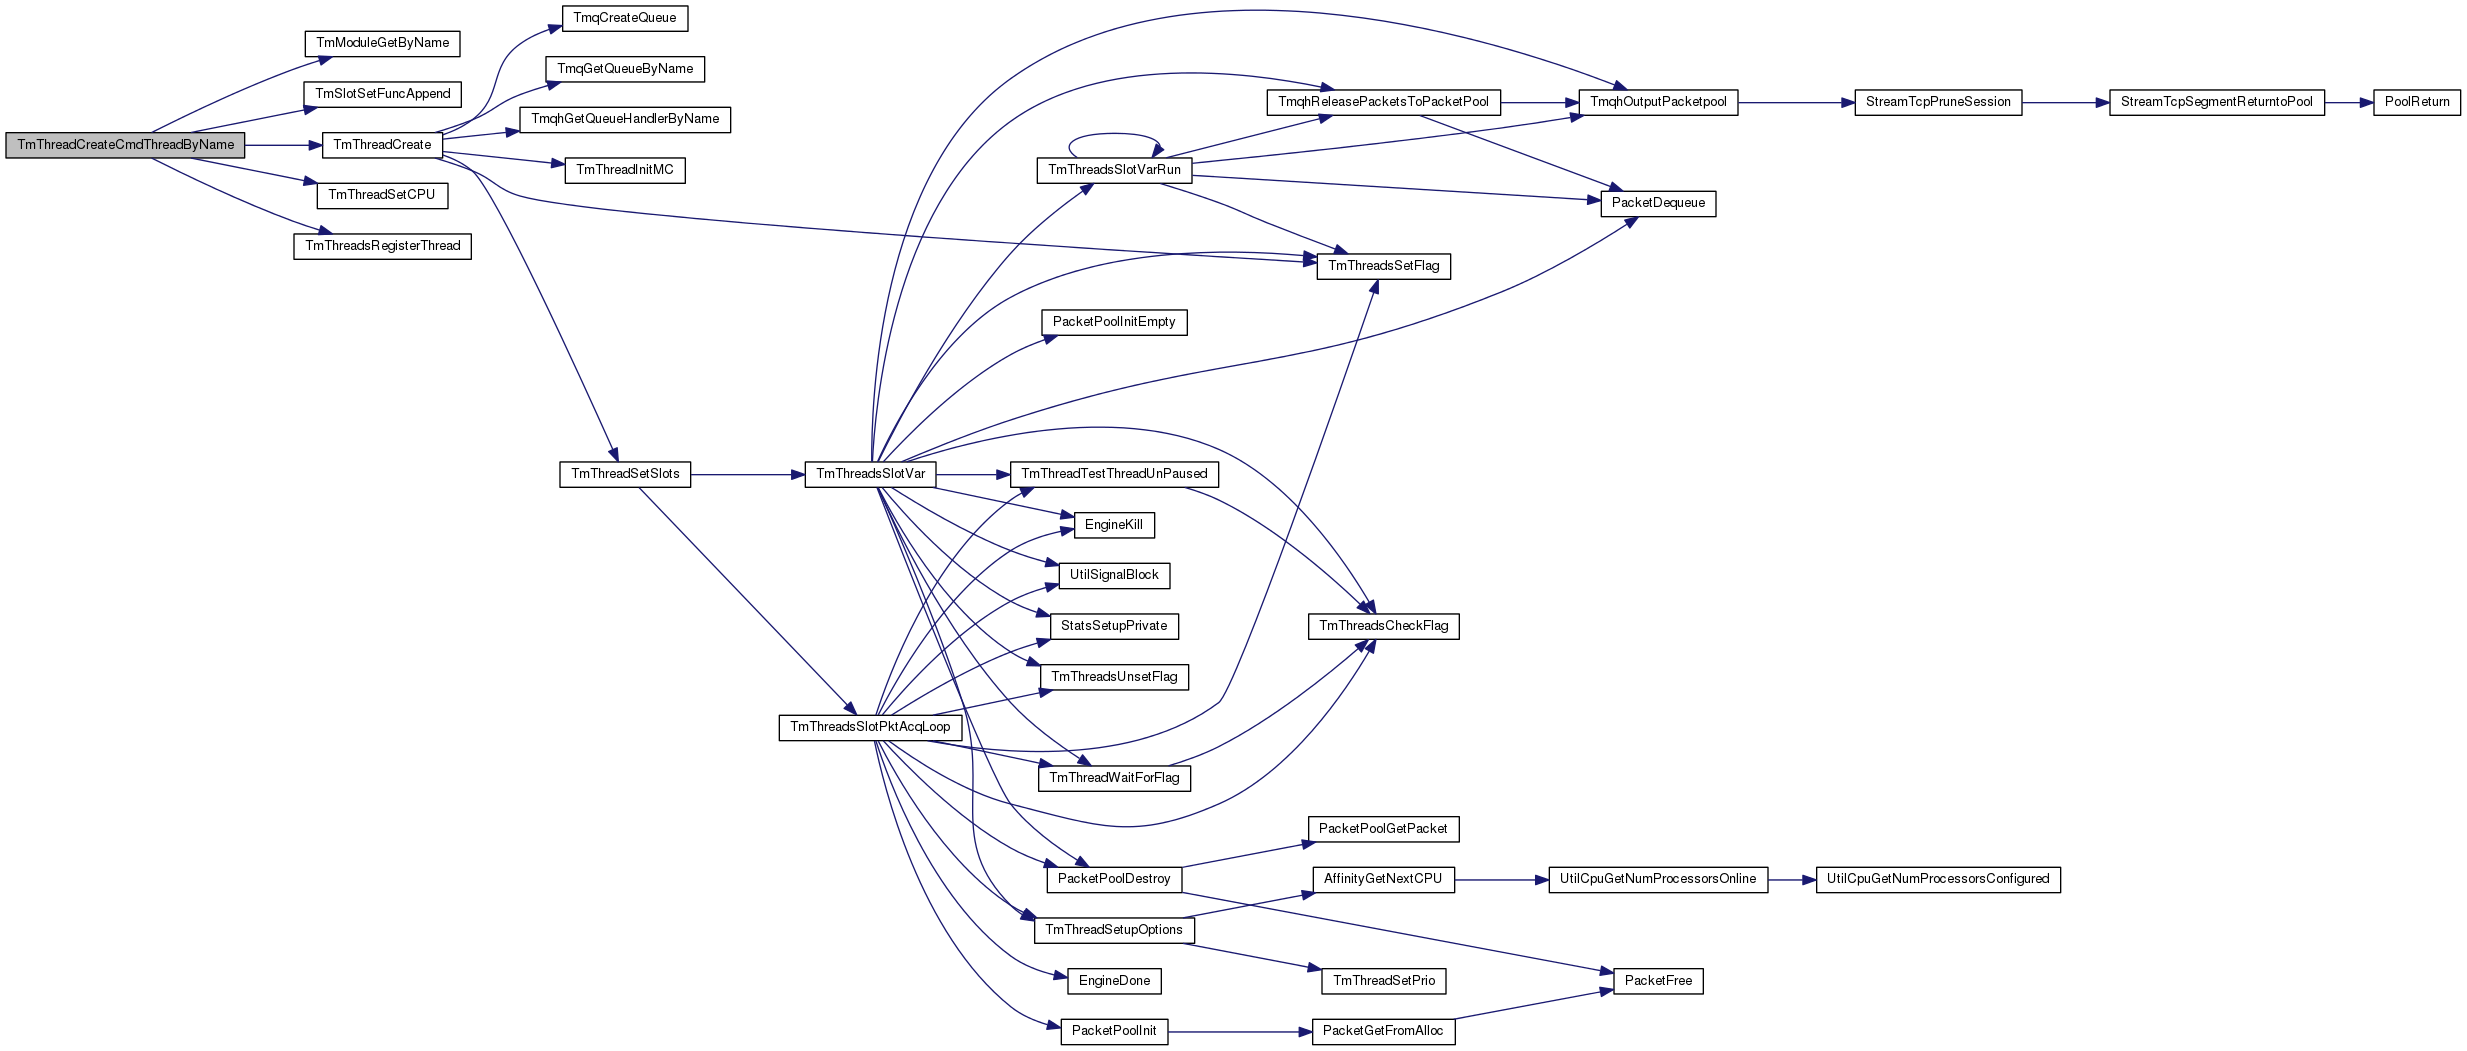 TmThreadCreateCmdThreadByName
TmModuleGetByName
TmSlotSetFuncAppend
TmThreadCreate
TmThreadSetCPU
TmThreadsRegisterThread
TmqCreateQueue
TmqGetQueueByName
TmqhGetQueueHandlerByName
TmThreadInitMC
TmThreadSetSlots
TmThreadsSlotVar
TmThreadsSlotPktAcqLoop
TmThreadsSlotVarRun
PacketPoolInitEmpty
TmThreadTestThreadUnPaused
EngineKill
UtilSignalBlock
StatsSetupPrivate
TmThreadsUnsetFlag
TmThreadWaitForFlag
PacketPoolDestroy
TmThreadSetupOptions
EngineDone
PacketPoolInit
TmqhReleasePacketsToPacketPool
TmThreadsSetFlag
TmThreadsCheckFlag
PacketPoolGetPacket
AffinityGetNextCPU
TmThreadSetPrio
PacketGetFromAlloc
TmqhOutputPacketpool
PacketDequeue
UtilCpuGetNumProcessorsOnline
PacketFree
StreamTcpPruneSession
UtilCpuGetNumProcessorsConfigured
StreamTcpSegmentReturntoPool
PoolReturn